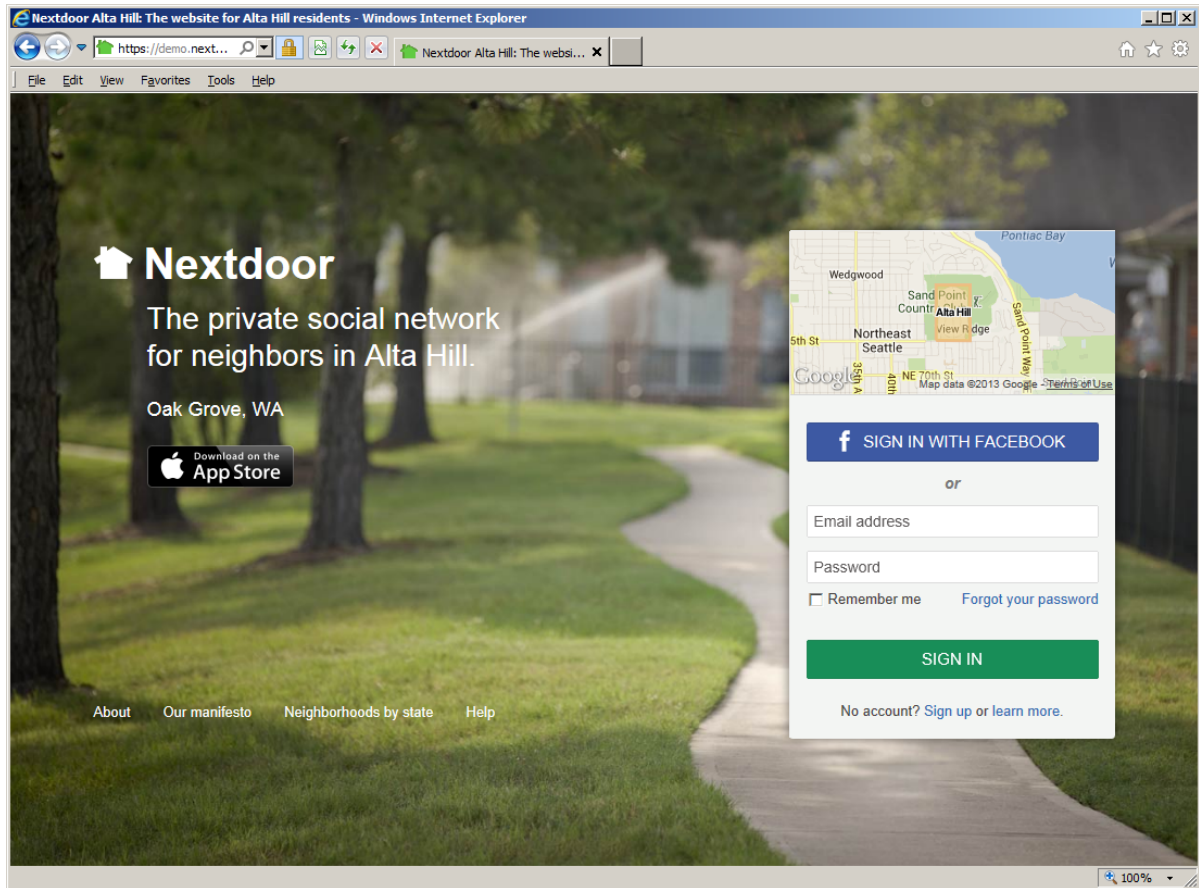 Nextdoor Alta Hill: The website for Alta Hill residents - Windows Internet Explorer
https://demo.next...
Nextdoor Alta Hill: The websi...
File Edit View Favorites Tools Help
Nextdoor
The private social network
for neighbors in Alta Hill.
Oak Grove, WA
Download on the
App Store
About Our manifesto Neighborhoods by state Help
Pontiac Bay
Wedgwood
Sand Point
Country Club
Alta Hill
View Ridge
5th St
Northeast
Seattle
Sand Point Way
35th A
40th
NE 70th St
Google
Map data ©2013 Google - Terms of Use
f SIGN IN WITH FACEBOOK
or
Email address
Password
Remember me Forgot your password
SIGN IN
No account? Sign up or learn more.
100%